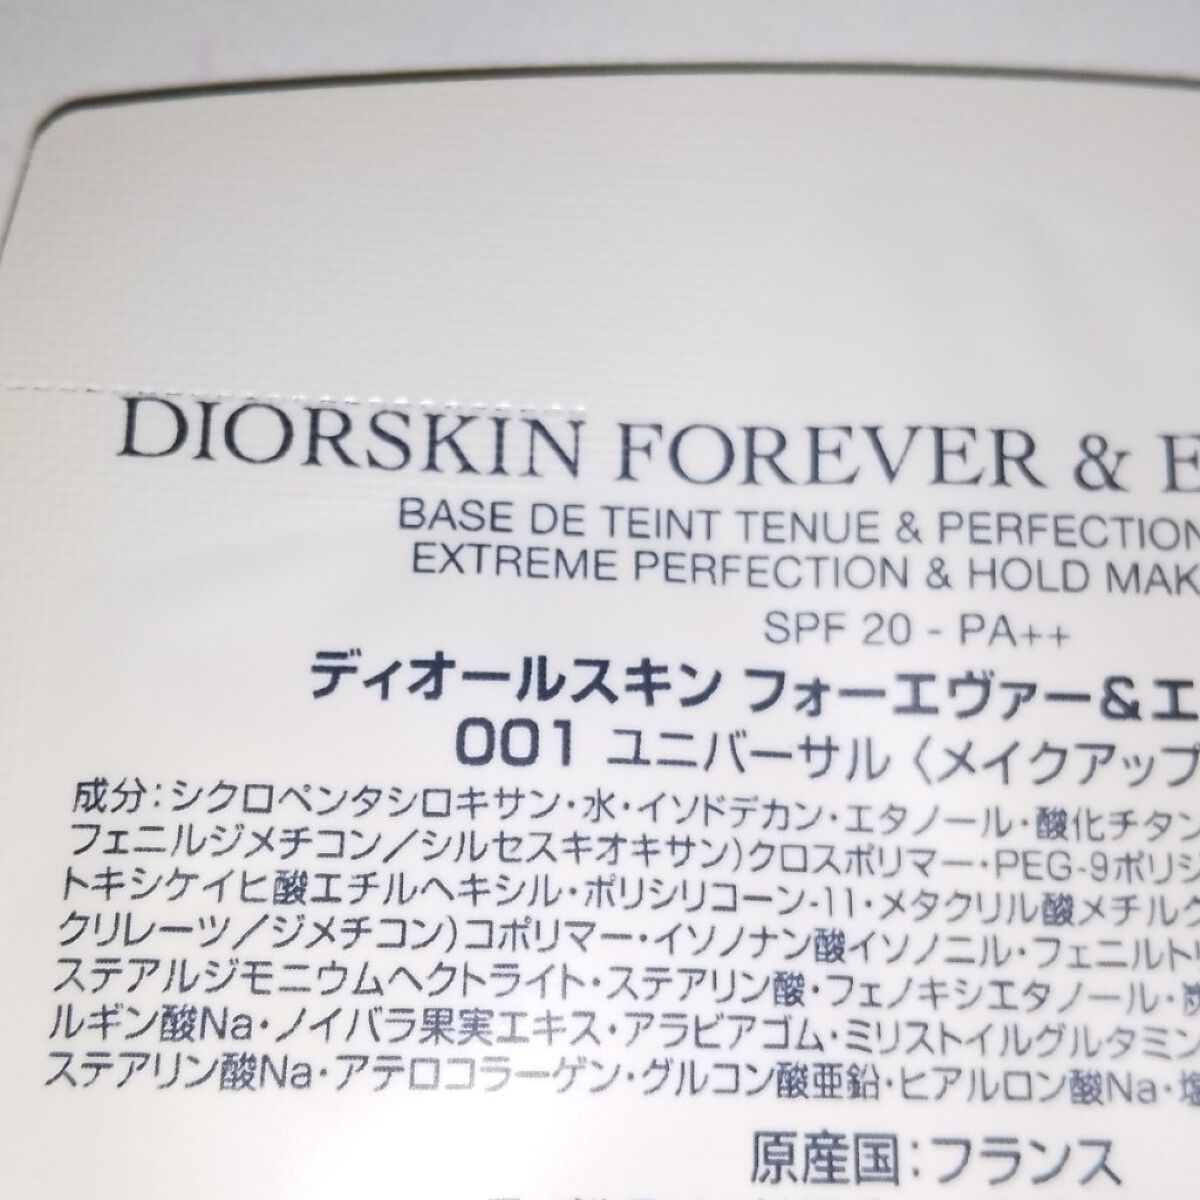 DIORSKIN FOREVER & E
BASE DE TEINT TENUE & PERFECTION
EXTREME PERFECTION & HOLD MAK
SPF 20 - PA++
ディオールスキン フォーエヴァー&エ
001 ユニバーサル〈メイクアップ
成分:シクロペンタシロキサン・水・イソドデカン・エタノール・酸化チタン
フェニルジメチコン/シルセスキオキサン)クロスポリマー・PEG-9ポリシ
トキシケイヒ酸エチルヘキシル・ポリシリコーン-11・メタクリル酸メチルク
クリレーツ/ジメチコン)コポリマー・イソノナン酸イソノニル・フェニルトリ
ステアルジモニウムヘクトライト・ステアリン酸・フェノキシエタノール・
ルギン酸Na・ノイバラ果実エキス・アラビアゴム・ミリストイルグルタミン
ステアリン酸Na・アテロコラーゲン・グルコン酸亜鉛・ヒアルロン酸Na・塩
原産国:フランス